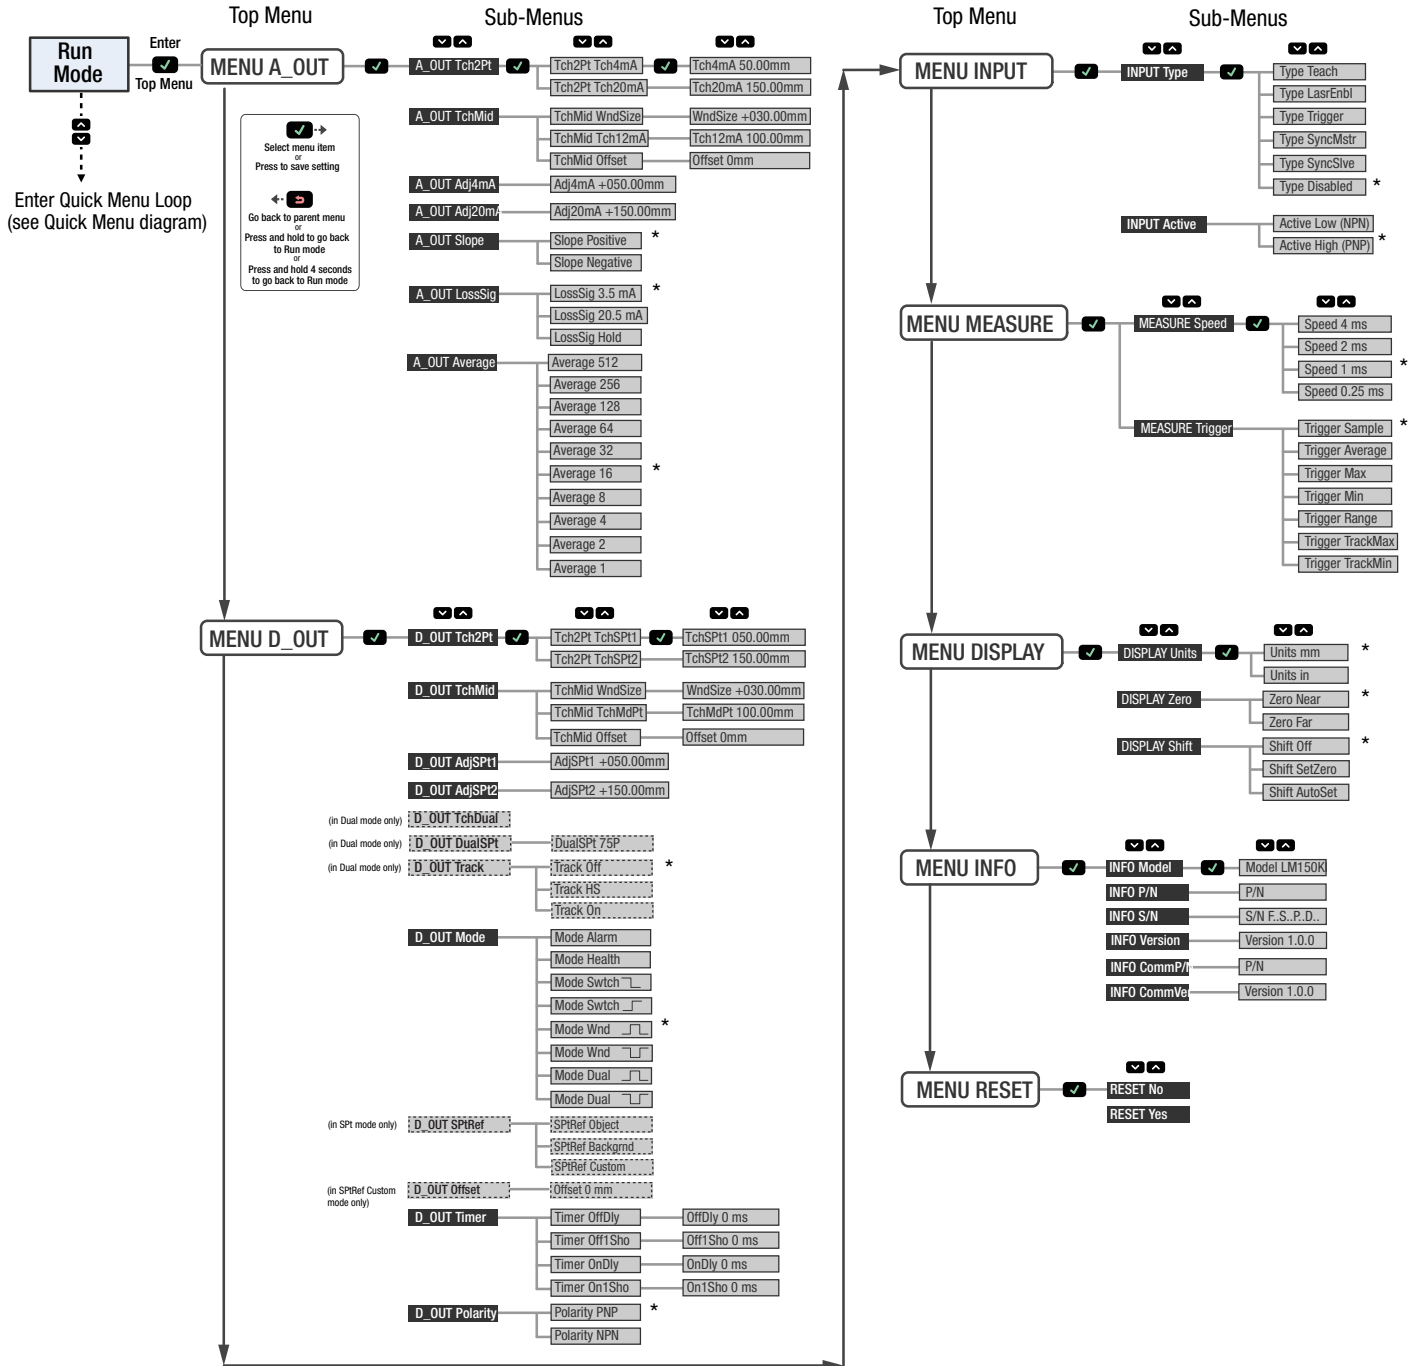 Top Menu
Sub-Menus
Run
Mode
Enter
Top Menu
Enter Quick Menu Loop
(see Quick Menu diagram)
Select menu item
or
Press to save setting
Go back to parent menu
or
Press and hold to go back
to Run mode
or
Press and hold 4 seconds
to go back to Run mode
MENU A_OUT
A_OUT Tch2Pt
Tch2Pt Tch4mA
Tch4mA 50.00mm
Tch2Pt Tch20mA
Tch20mA 150.00mm
A_OUT TchMid
TchMid WndSize
WndSize +030.00mm
TchMid Tch12mA
Tch12mA 100.00mm
TchMid Offset
Offset 0mm
A_OUT Adj4mA
Adj4mA +050.00mm
A_OUT Adj20mA
Adj20mA +150.00mm
A_OUT Slope
Slope Positive *
Slope Negative
A_OUT LossSig
LossSig 3.5 mA *
LossSig 20.5 mA
LossSig Hold
A_OUT Average
Average 512
Average 256
Average 128
Average 64
Average 32
Average 16 *
Average 8
Average 4
Average 2
Average 1
MENU D_OUT
D_OUT Tch2Pt
Tch2Pt TchSPt1
TchSPt1 050.00mm
Tch2Pt TchSPt2
TchSPt2 150.00mm
D_OUT TchMid
TchMid WndSize
WndSize +030.00mm
TchMid TchMdPt
TchMdPt 100.00mm
TchMid Offset
Offset 0mm
D_OUT AdjSPt1
AdjSPt1 +050.00mm
D_OUT AdjSPt2
AdjSPt2 +150.00mm
(in Dual mode only)
D_OUT TchDual
(in Dual mode only)
D_OUT DualSPt
DualSPt 75P
(in Dual mode only)
D_OUT Track
Track Off *
Track HS
Track On
D_OUT Mode
Mode Alarm
Mode Health
Mode Swtch
Mode Swtch
Mode Wnd *
Mode Wnd
Mode Dual
Mode Dual
(in SPt mode only)
D_OUT SPtRef
SPtRef Object
SPtRef Backgrnd
SPtRef Custom
(in SPtRef Custom
mode only)
D_OUT Offset
Offset 0 mm
D_OUT Timer
Timer OffDly
OffDly 0 ms
Timer Off1Sho
Off1Sho 0 ms
Timer OnDly
OnDly 0 ms
Timer On1Sho
On1Sho 0 ms
D_OUT Polarity
Polarity PNP *
Polarity NPN
Top Menu
Sub-Menus
MENU INPUT
INPUT Type
Type Teach
Type LasrEnbl
Type Trigger
Type SyncMstr
Type SyncSlve
Type Disabled *
INPUT Active
Active Low (NPN)
Active High (PNP) *
MENU MEASURE
MEASURE Speed
Speed 4 ms
Speed 2 ms
Speed 1 ms *
Speed 0.25 ms
MEASURE Trigger
Trigger Sample *
Trigger Average
Trigger Max
Trigger Min
Trigger Range
Trigger TrackMax
Trigger TrackMin
MENU DISPLAY
DISPLAY Units
Units mm *
Units in
DISPLAY Zero
Zero Near *
Zero Far
DISPLAY Shift
Shift Off *
Shift SetZero
Shift AutoSet
MENU INFO
INFO Model
Model LM150K
INFO P/N
P/N
INFO S/N
S/N F..S..P..D..
INFO Version
Version 1.0.0
INFO CommP/N
P/N
INFO CommVer
Version 1.0.0
MENU RESET
RESET No
RESET Yes